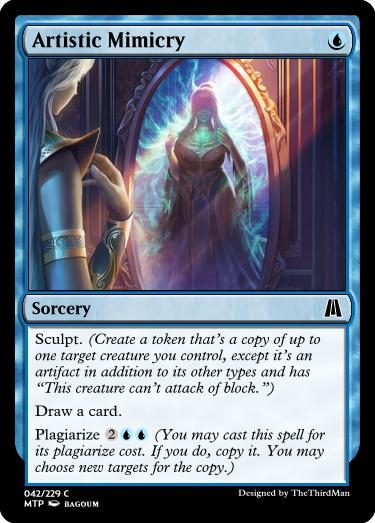 Artistic Mimicry
Sorcery
Sculpt. (Create a token that's a copy of up to
one target creature you control, except it's an
artifact in addition to its other types and has
“This creature can't attack of block.”)
Draw a card.
Plagiarize 2 (You may cast this spell for
its plagiarize cost. If you do, copy it. You may
choose new targets for the copy.)
042/229 C
MTP BAGOUM
Designed by TheThirdMan